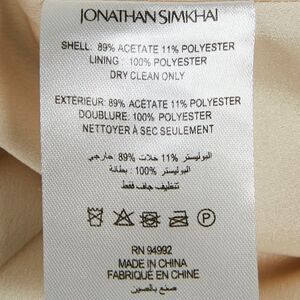 JONATHAN SIMKHAI
SHELL: 89% ACETATE 11% POLYESTER
LINING: 100% POLYESTER
DRY CLEAN ONLY
EXTÉRIEUR: 89% ACÉTATE 11% POLYESTER
DOUBLURE: 100% POLYESTER
NETTOYER À SEC SEULEMENT
البوليستر 11% خلات 89% :خارجي
البوليستر 100% :بطانة
تنظيف جاف فقط
P
RN 94992
MADE IN CHINA
FABRIQUÉ EN CHINE
صنع بالصين